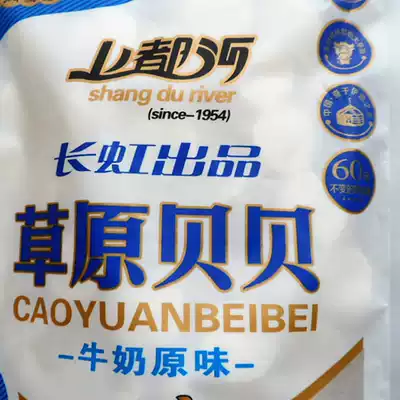 上都河
shang du river
(since-1954)
长虹出品
草原贝贝
CAOYUANBEIBEI
-牛奶原味-
60